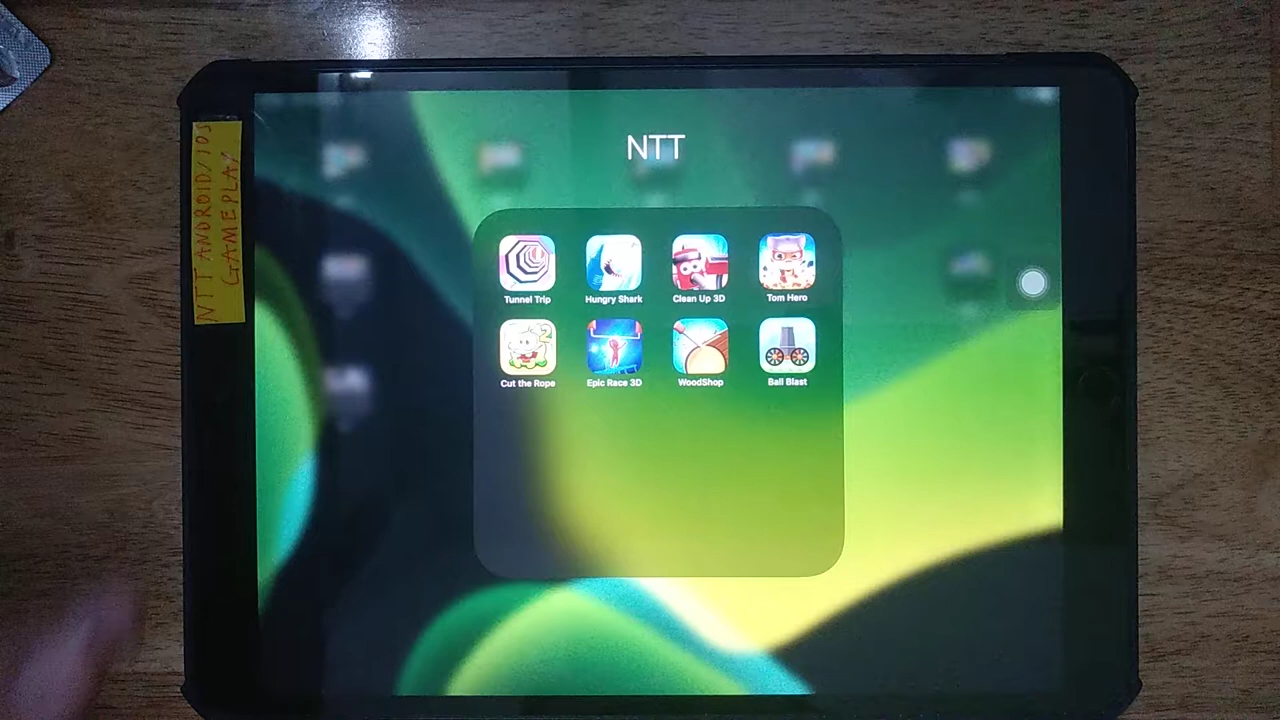 NTT ANDROID/IOS
GAMEPLAY
NTT
Tunnel Trip
Hungry Shark
Clean Up 3D
Tom Hero
Cut the Rope
Epic Race 3D
WoodShop
Ball Blast
2